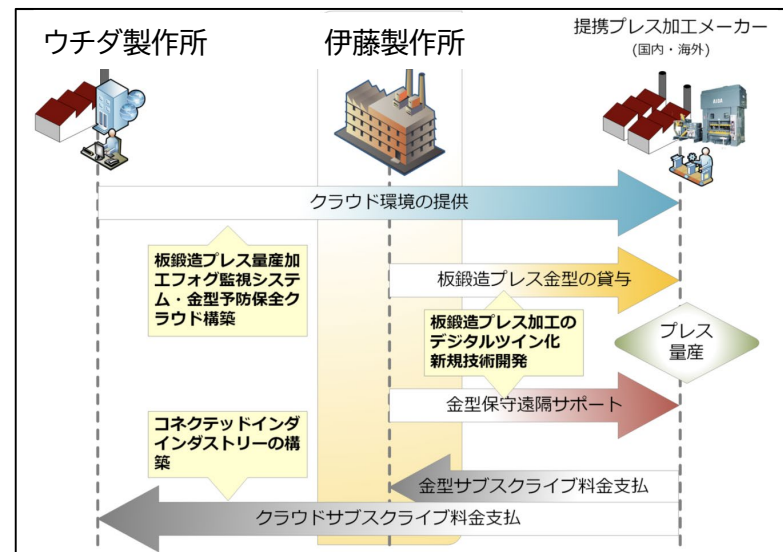 ウチダ製作所
伊藤製作所
提携プレス加工メーカー
(国内・海外)
クラウド環境の提供
板鍛造プレス量産加
工フォグ監視システ
ム・金型予防保全ク
ラウド構築
板鍛造プレス金型の貸与
板鍛造プレス加工の
デジタルツイン化
新規技術開発
プレス
量産
金型保守遠隔サポート
コネクテッドインダ
インダストリーの構
築
金型サブスクライブ料金支払
クラウドサブスクライブ料金支払